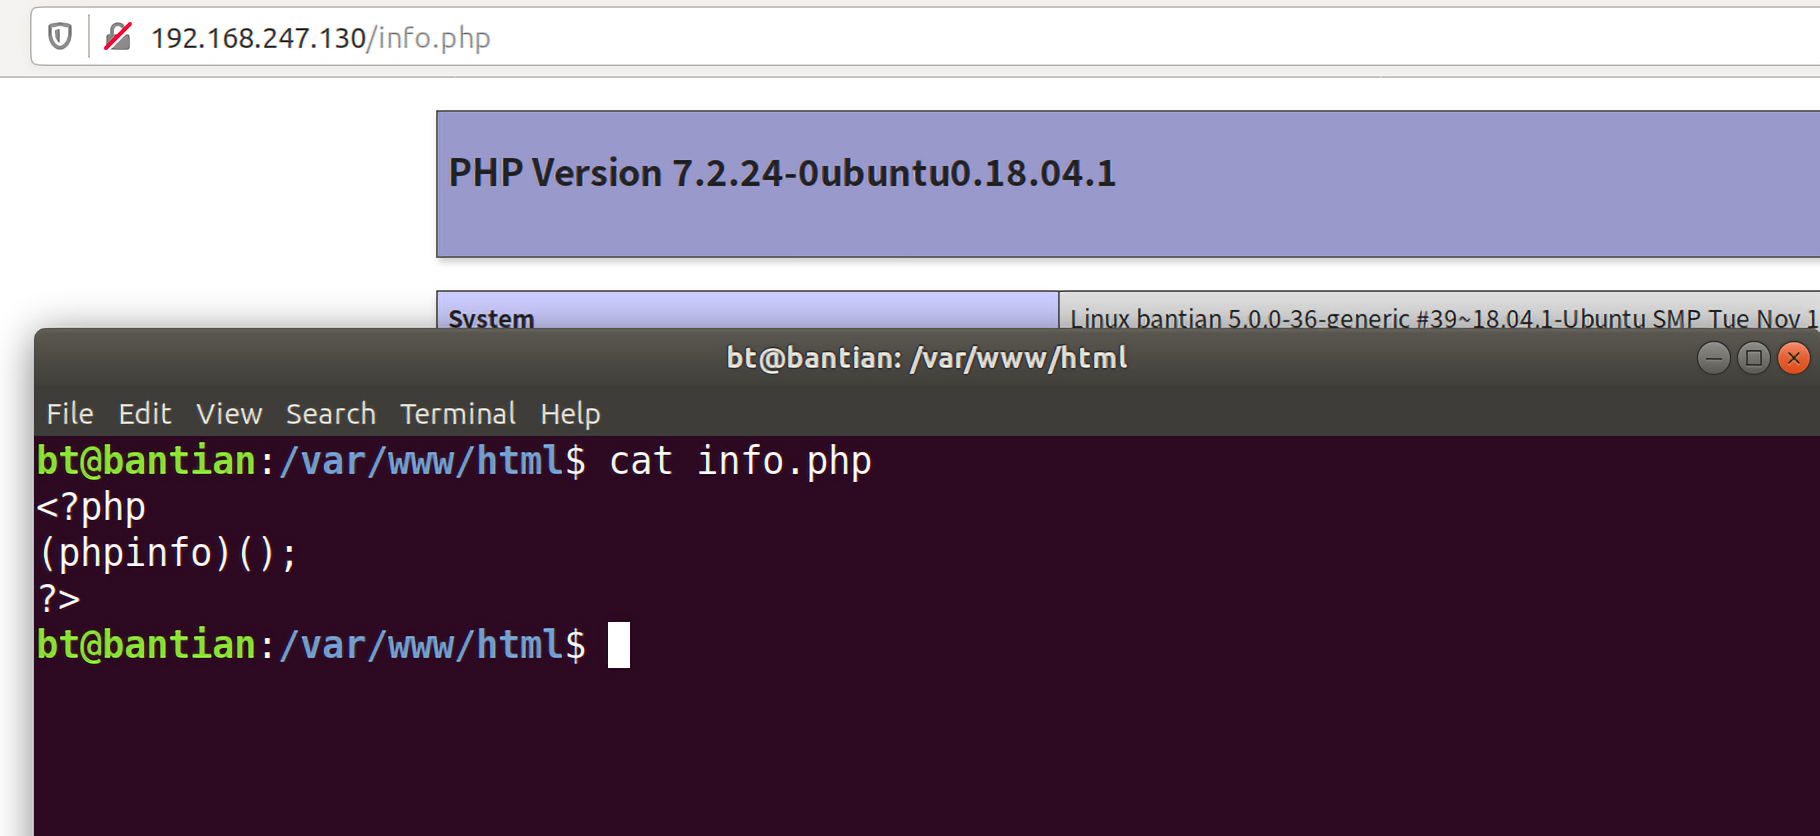 192.168.247.130/info.php
PHP Version 7.2.24-0ubuntu0.18.04.1
System
Linux bantian 5.0.0-36-generic #39~18.04.1-Ubuntu SMP Tue Nov 1
bt@bantian: /var/www/html
File Edit View Search Terminal Help
bt@bantian:/var/www/html$ cat info.php
<?php
(phpinfo)();
?>
bt@bantian:/var/www/html$